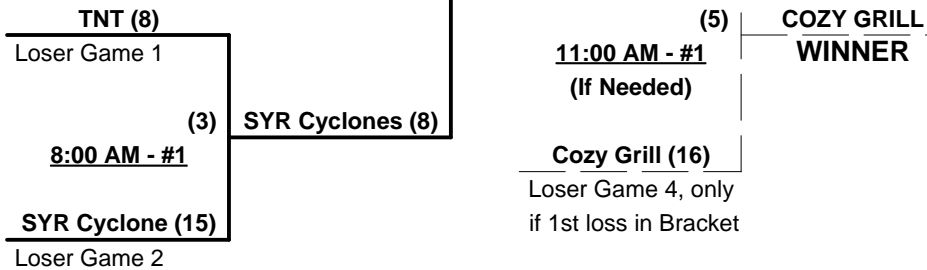 TNT (8)
Loser Game 1
(3)
8:00 AM - #1
SYR Cyclones (8)
SYR Cyclone (15)
Loser Game 2
(5)
11:00 AM - #1
(If Needed)
COZY GRILL
WINNER
Cozy Grill (16)
Loser Game 4, only
if 1st loss in Bracket